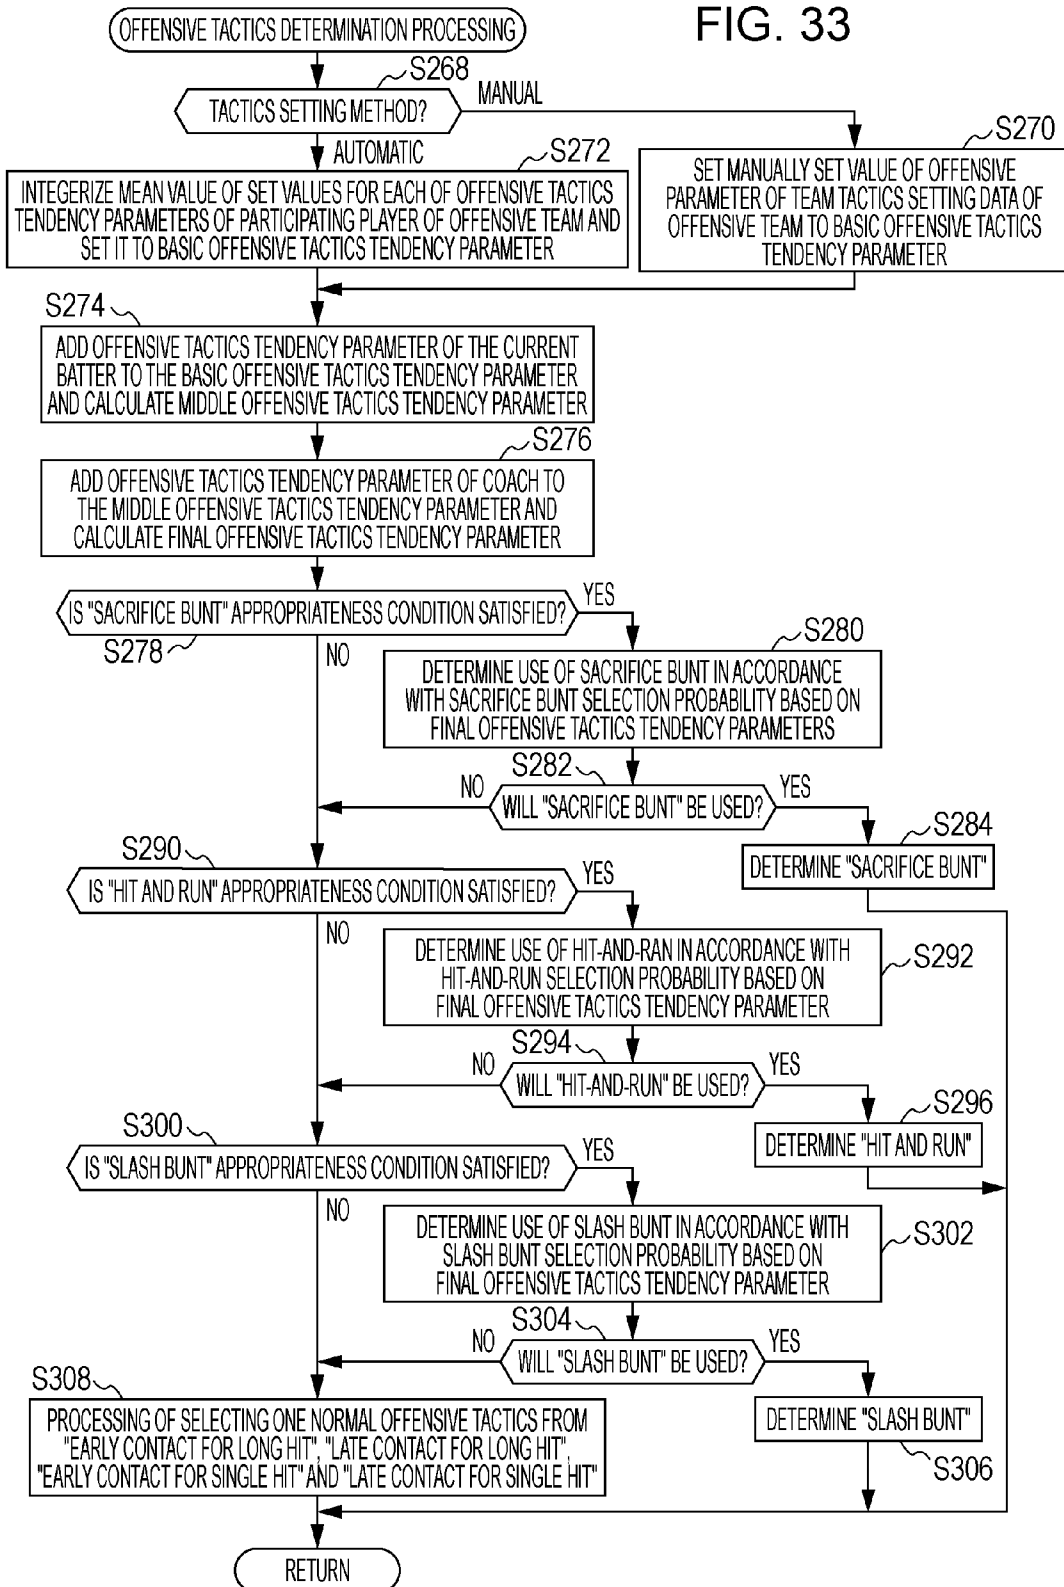 FIG. 33
OFFENSIVE TACTICS DETERMINATION PROCESSING
S268
TACTICS SETTING METHOD?
MANUAL
AUTOMATIC
S270
SET MANUALLY SET VALUE OF OFFENSIVE
PARAMETER OF TEAM TACTICS SETTING DATA OF
OFFENSIVE TEAM TO BASIC OFFENSIVE TACTICS
TENDENCY PARAMETER
S272
INTEGERIZE MEAN VALUE OF SET VALUES FOR EACH OF OFFENSIVE TACTICS
TENDENCY PARAMETERS OF PARTICIPATING PLAYER OF OFFENSIVE TEAM AND
SET IT TO BASIC OFFENSIVE TACTICS TENDENCY PARAMETER
S274
ADD OFFENSIVE TACTICS TENDENCY PARAMETER OF THE CURRENT
BATTER TO THE BASIC OFFENSIVE TACTICS TENDENCY PARAMETER
AND CALCULATE MIDDLE OFFENSIVE TACTICS TENDENCY PARAMETER
S276
ADD OFFENSIVE TACTICS TENDENCY PARAMETER OF COACH TO
THE MIDDLE OFFENSIVE TACTICS TENDENCY PARAMETER AND
CALCULATE FINAL OFFENSIVE TACTICS TENDENCY PARAMETER
IS "SACRIFICE BUNT" APPROPRIATENESS CONDITION SATISFIED?
YES
S278
NO
S280
DETERMINE USE OF SACRIFICE BUNT IN ACCORDANCE
WITH SACRIFICE BUNT SELECTION PROBABILITY BASED ON
FINAL OFFENSIVE TACTICS TENDENCY PARAMETERS
S282
NO
WILL "SACRIFICE BUNT" BE USED?
YES
S284
DETERMINE "SACRIFICE BUNT"
S290
IS "HIT AND RUN" APPROPRIATENESS CONDITION SATISFIED?
YES
NO
DETERMINE USE OF HIT-AND-RAN IN ACCORDANCE WITH
HIT-AND-RUN SELECTION PROBABILITY BASED ON
FINAL OFFENSIVE TACTICS TENDENCY PARAMETER
S292
S294
NO
WILL "HIT-AND-RUN" BE USED?
YES
S296
DETERMINE "HIT AND RUN"
S300
IS "SLASH BUNT" APPROPRIATENESS CONDITION SATISFIED?
YES
NO
DETERMINE USE OF SLASH BUNT IN ACCORDANCE WITH
SLASH BUNT SELECTION PROBABILITY BASED ON
FINAL OFFENSIVE TACTICS TENDENCY PARAMETER
S302
S304
NO
WILL "SLASH BUNT" BE USED?
YES
DETERMINE "SLASH BUNT"
S306
S308
PROCESSING OF SELECTING ONE NORMAL OFFENSIVE TACTICS FROM
"EARLY CONTACT FOR LONG HIT", "LATE CONTACT FOR LONG HIT",
"EARLY CONTACT FOR SINGLE HIT" AND "LATE CONTACT FOR SINGLE HIT"
RETURN